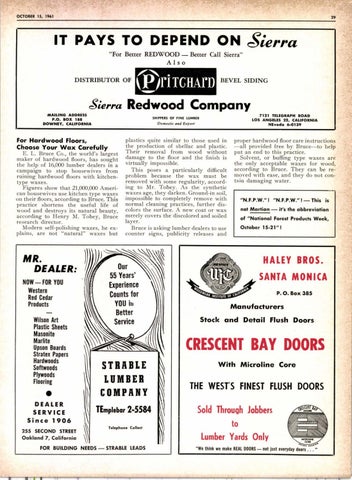 OCTOBER 15, 1961
39
IT PAYS TO DEPEND ON Sierra
"For Better REDWOOD — Better Call Sierra"
Also
DISTRIBUTOR OF Pritchard BEVEL SIDING
Sierra Redwood Company
MAILING ADDRESS
P.O. BOX 188
DOWNEY, CALIFORNIA
SHIPPERS OF FINE LUMBER
Domestic and Export
7121 TELEGRAPH ROAD
LOS ANGELES 22, CALIFORNIA
For Hardwood Floors,
Choose Your Wax Carefully
E. L. Bruce Co., the world's largest
maker of hardwood floors, has sought
the help of 16,000 lumber dealers in a
campaign to stop housewives from
ruining hardwood floors with kitchen-
type waxes.
Figures show that 21,000,000 Ameri-
can housewives use kitchen type waxes
on their floors, according to Bruce. This
practice shortens the useful life of
wood and destroys its natural beauty,
according to Henry M. Tobey, Bruce
research director.
Modern self-polishing waxes, he ex-
plains, are not "natural" waxes but
plastics quite similar to those used in
the production of shellac and plastic.
Their removal from wood without
damage to the floor and the finish is
virtually impossible.
This poses a particularly difficult
problem because the wax must be
removed with some regularity, accord-
ing to Mr. Tobey. As the synthetic
waxes age, they darken. Ground-in soil,
impossible to completely remove with
normal cleaning practices, further dis-
colors the surface. A new coat of wax
merely covers the discolored and soiled
layer.
Bruce is asking lumber dealers to use
counter signs, publicity releases and
proper hardwood floor care instructions
—all provided free by Bruce—to help
put an end to this practice.
Solvent, or buffing type waxes are
the only acceptable waxes for wood,
according to Bruce. They can be re-
moved with ease, and they do not con-
tain damaging water.
"N.F.P.W." ! "N.F.P.W." ! — This is
not Martian — It's the abbreviation
of "National Forest Products Week,
October 15-21" !
MR.
DEALER:
NOW — FOR YOU
Western
Red Cedar
Products
Wilson Art
Plastic Sheets
Masonite
Marlite
Upson Boards
Stratex Papers
Hardwoods
Softwoods
Plywoods
Flooring
DEALER
SERVICE
Since 1906
255 SECOND STREET
Oakland 7, California
Our
55 Years'
Experience
Counts for
YOU in
Better
Service
STRABLE
LUMBER
COMPANY
TEmplebar 2-5584
Telephone Collect
FOR BUILDING NEEDS — STRABLE LEADS
HALEY BROS.
SANTA MONICA
P.O. Box 385
Manufacturers
Stock and Detail Flush Doors
CRESCENT BAY DOORS
With Microline Core
THE WEST'S FINEST FLUSH DOORS
Sold Through Jobbers
to
Lumber Yards Only
"We think we make REAL DOORS — not just everyday doors . . ."